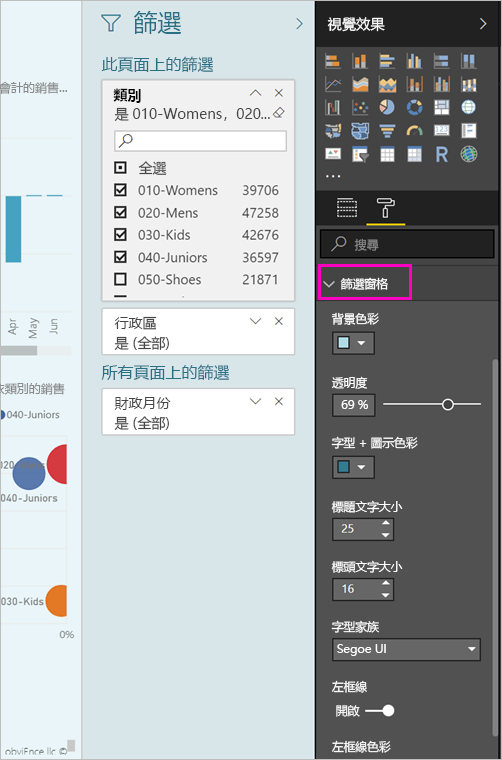 會計的銷售...
Apr
May
Jun
依類別的銷售
040-Juniors
020-
040-Juniors
030-Kids
0%
obviEnce llc ©
篩選
此頁面上的篩選
類別
是 010-Womens，020...
全選
010-Womens 39706
020-Mens 47258
030-Kids 42676
040-Juniors 36597
050-Shoes 21871
行政區
是 (全部)
所有頁面上的篩選
財政月份
是 (全部)
視覺效果
R
...
搜尋
篩選窗格
背景色彩
透明度
69 %
字型 + 圖示色彩
標題文字大小
25
標頭文字大小
16
字型家族
Segoe UI
左框線
開啟
左框線色彩